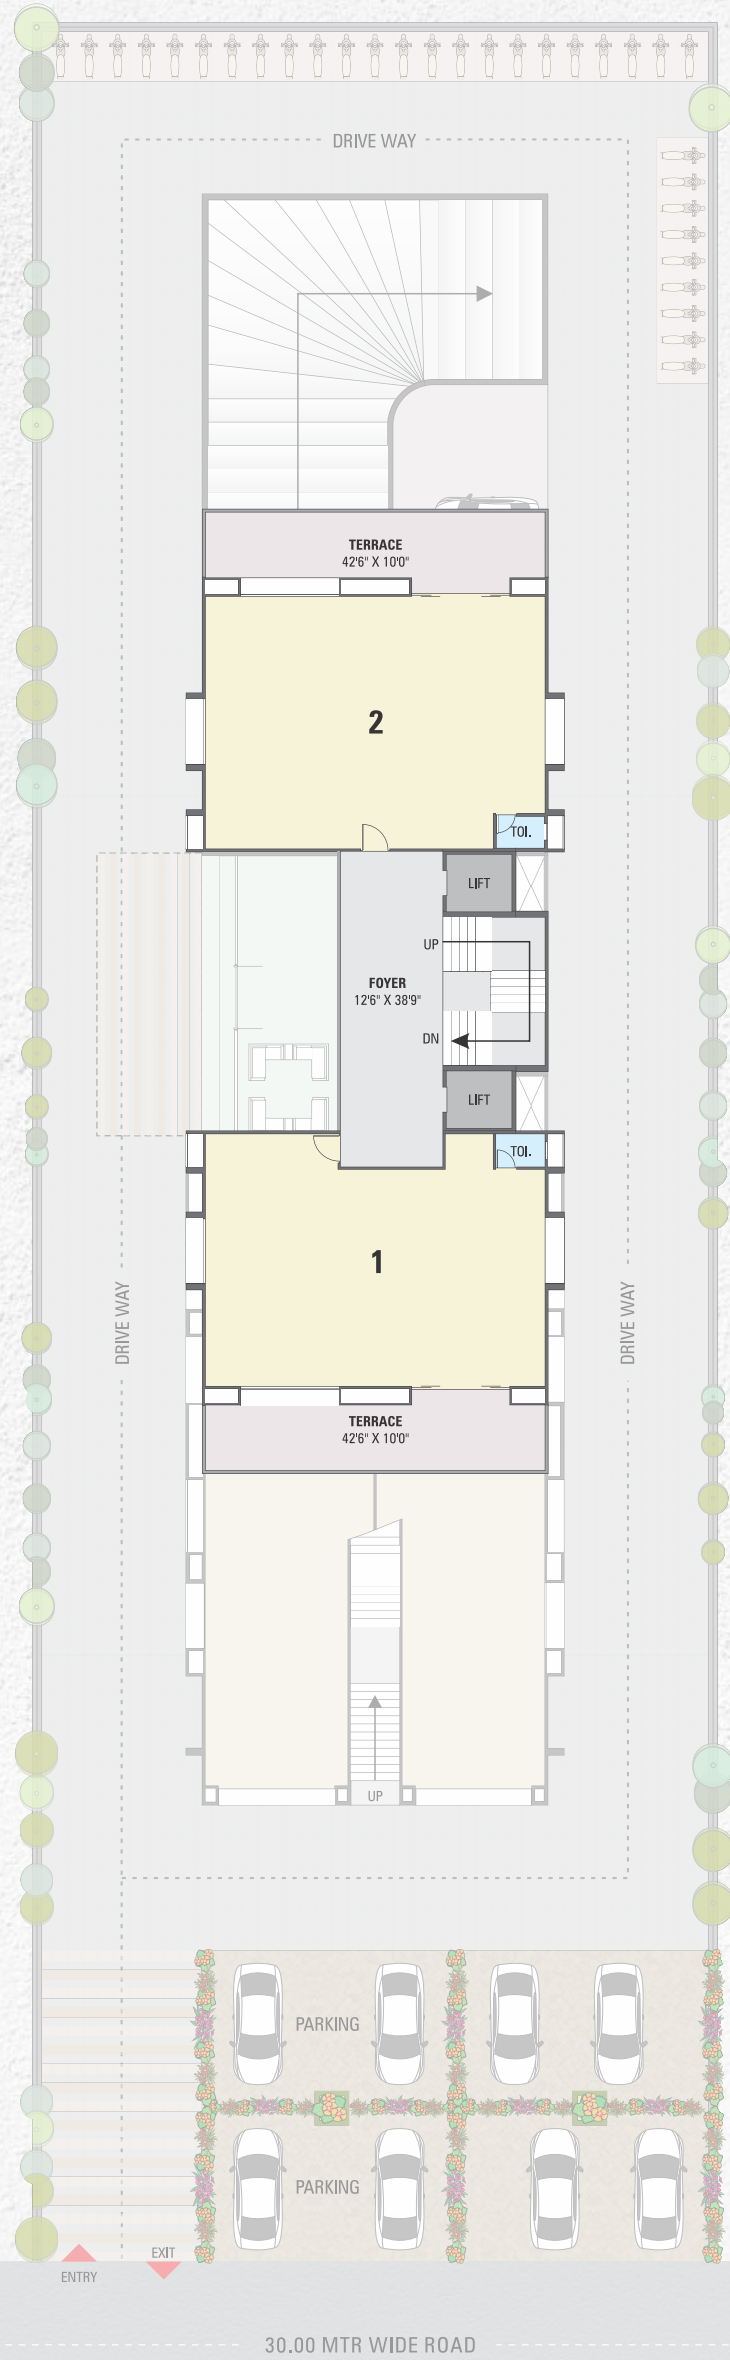 DRIVE WAY
TERRACE
42'6" X 10'0"
2
TOI.
LIFT
UP
FOYER
12'6" X 38'9"
DN
LIFT
TOI.
1
DRIVE WAY
DRIVE WAY
TERRACE
42'6" X 10'0"
UP
PARKING
PARKING
EXIT
ENTRY
30.00 MTR WIDE ROAD